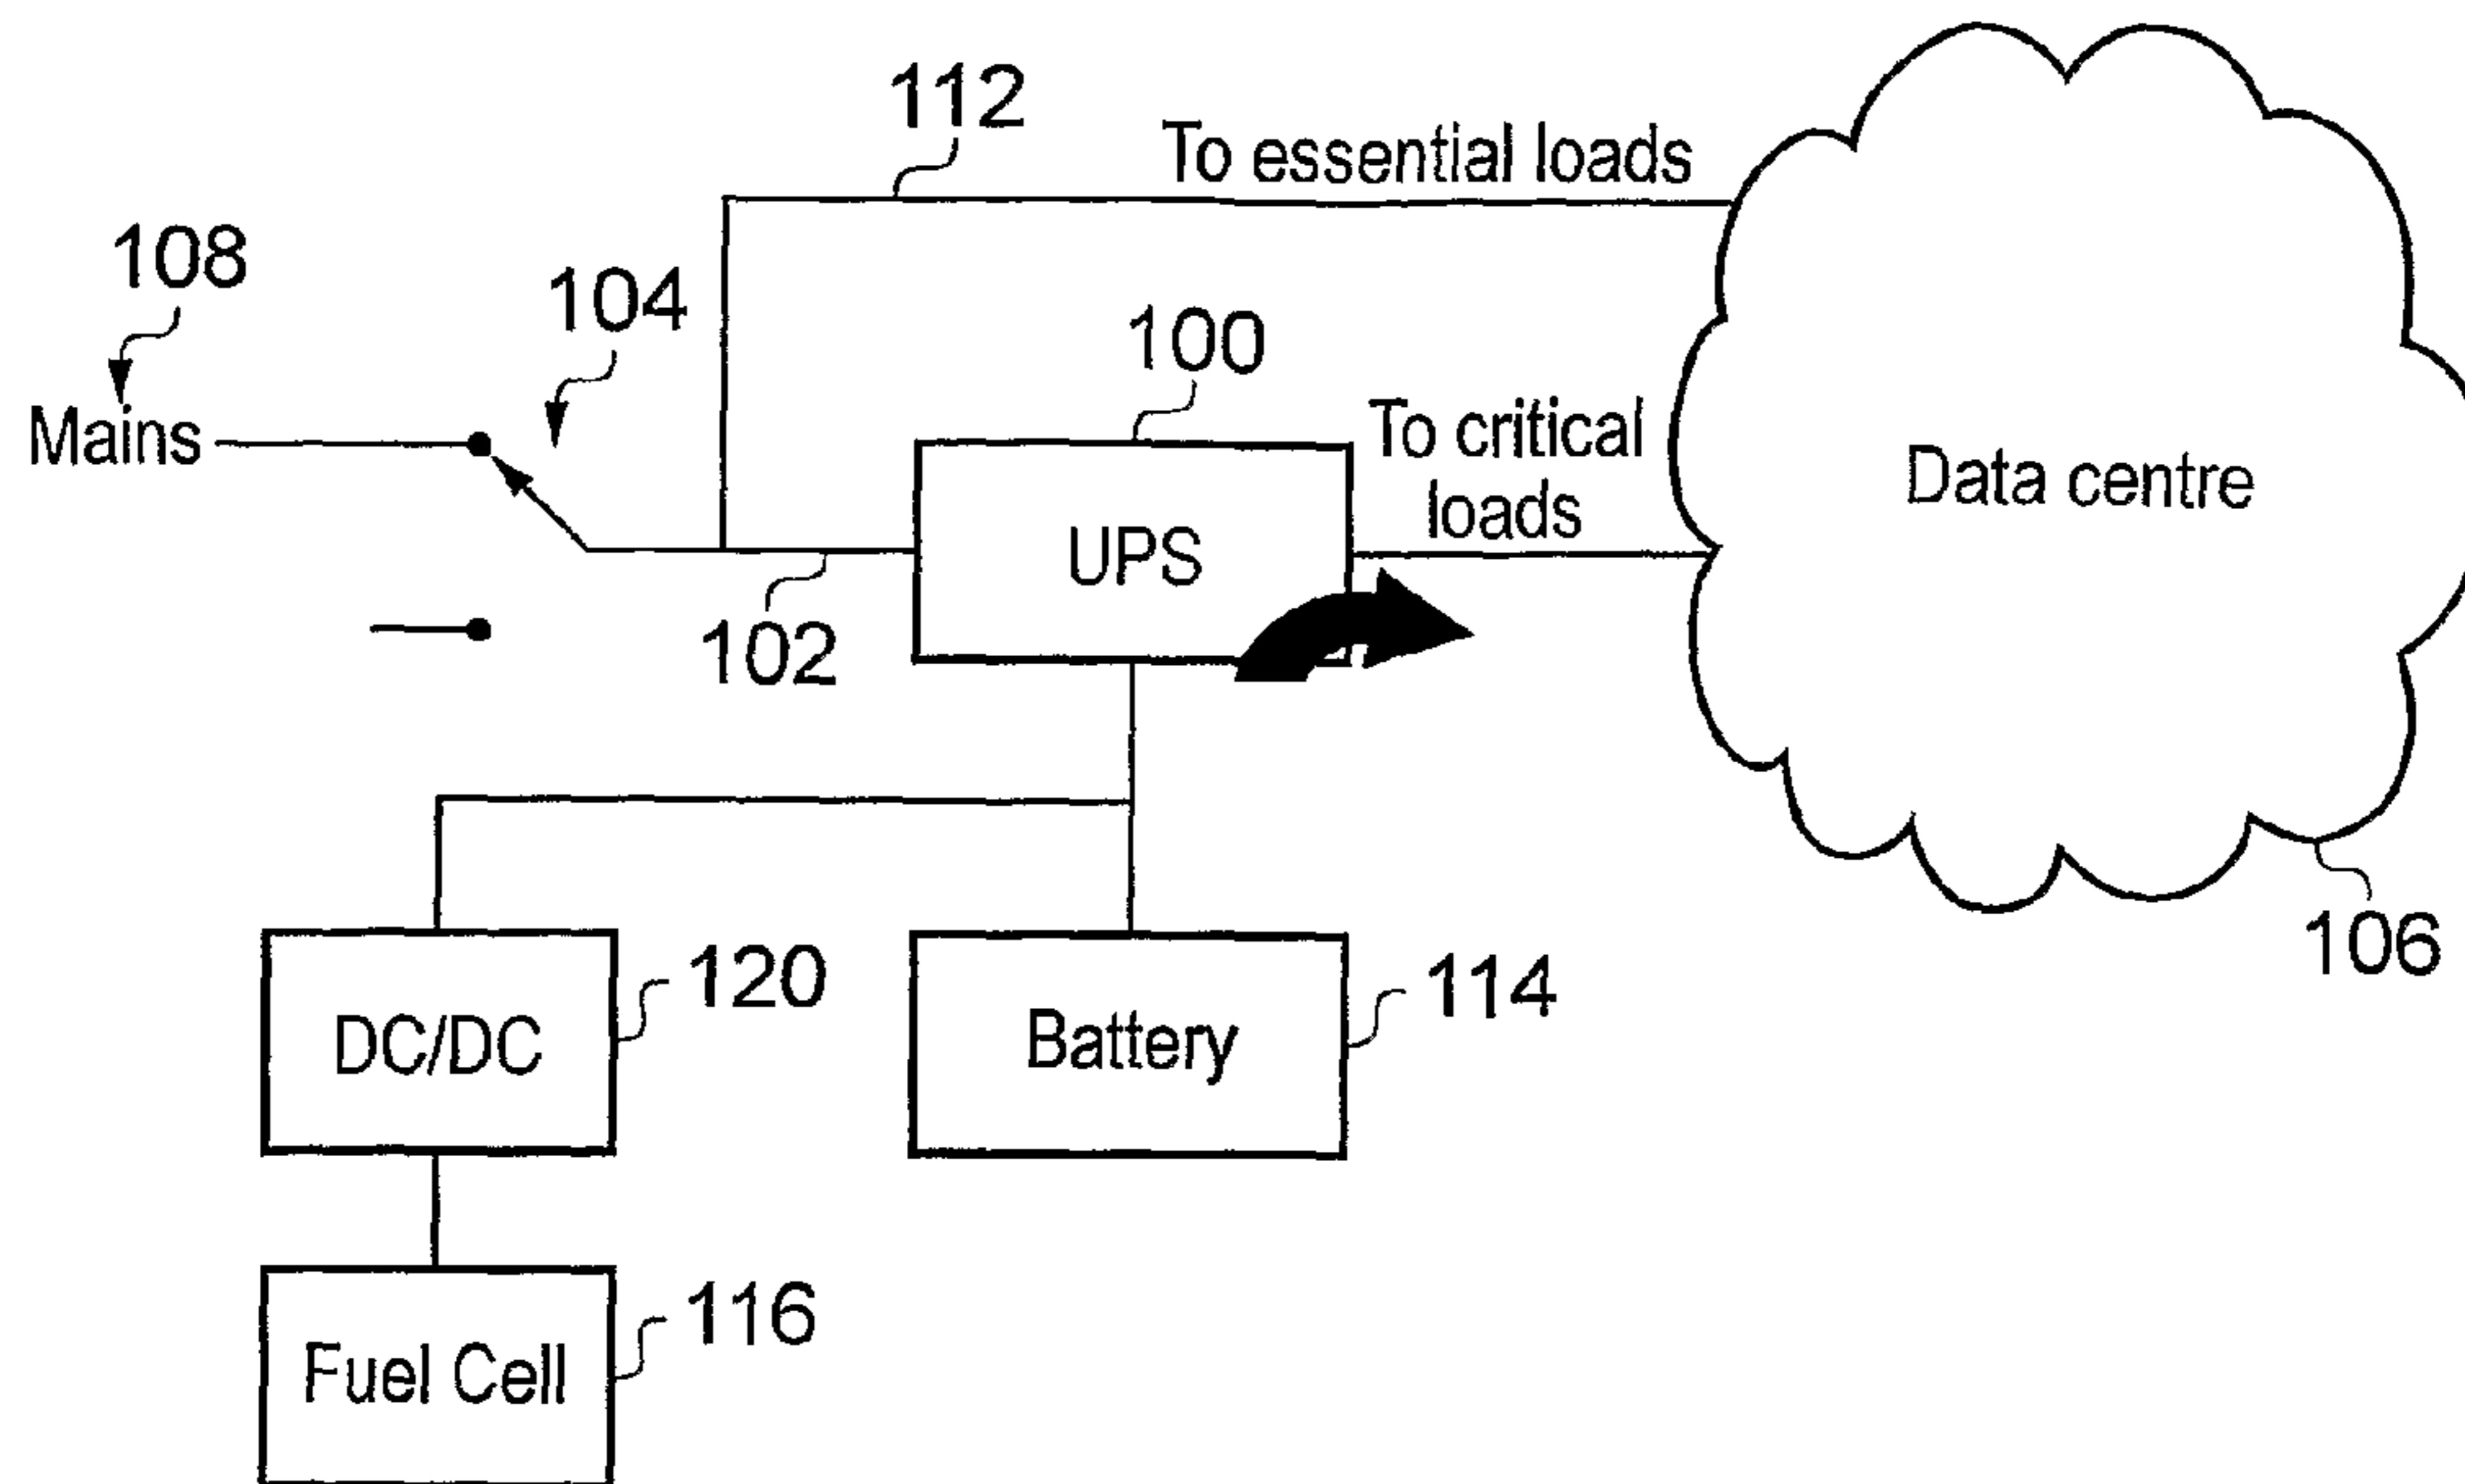 112
To essential loads
108
104
100
Mains
To critical
loads
Data centre
UPS
102
120
DC/DC
114
Battery
106
116
Fuel Cell